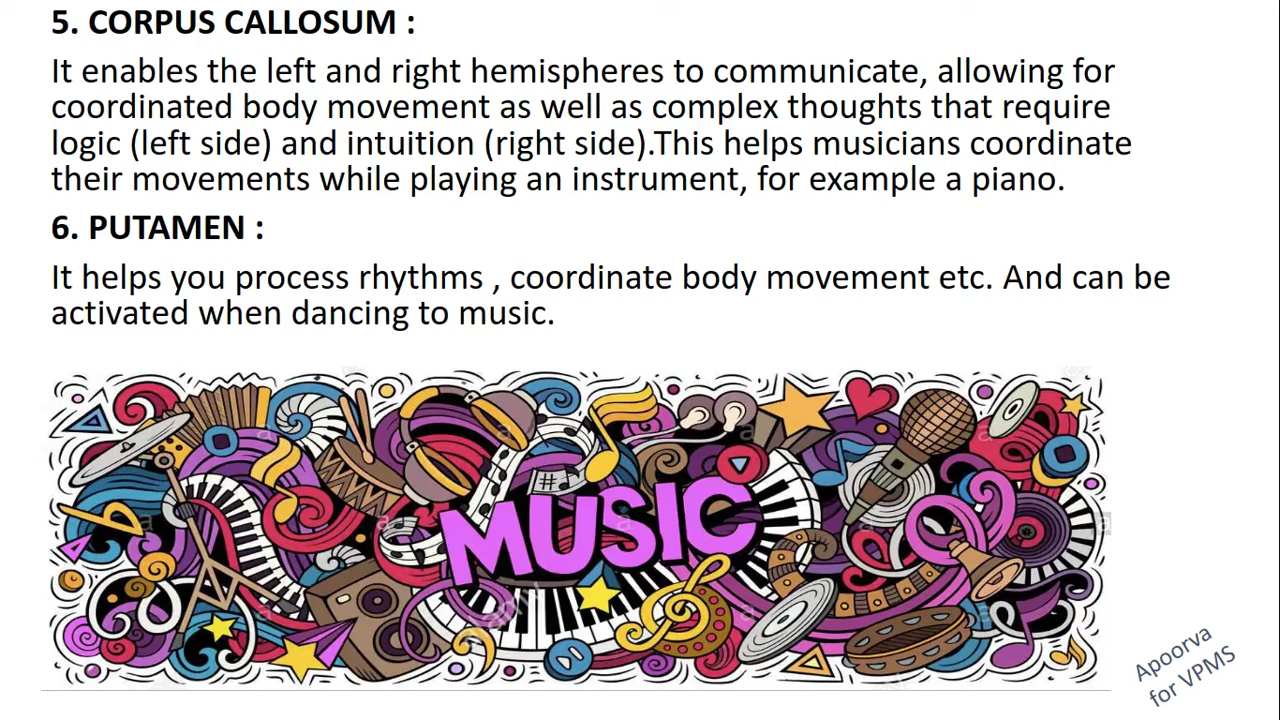 5. CORPUS CALLOSUM :
It enables the left and right hemispheres to communicate, allowing for
coordinated body movement as well as complex thoughts that require
logic (left side) and intuition (right side).This helps musicians coordinate
their movements while playing an instrument, for example a piano.
6. PUTAMEN :
It helps you process rhythms , coordinate body movement etc. And can be
activated when dancing to music.
MUSIC
Apoorva
for VPMS